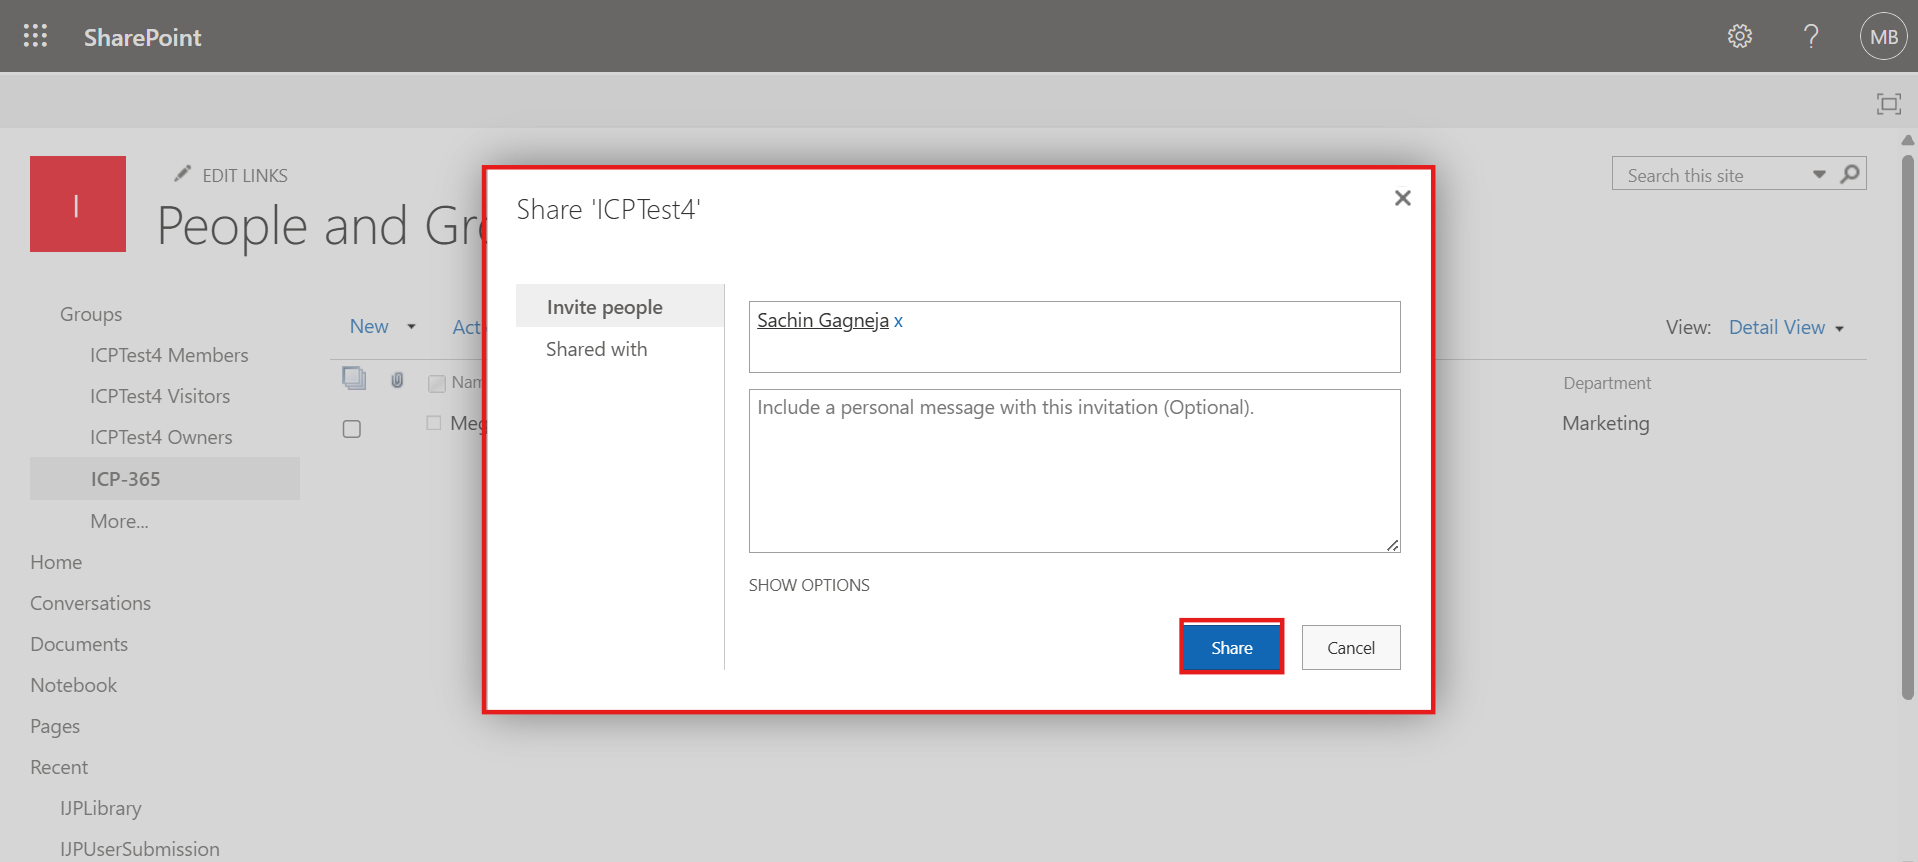 SharePoint
MB
EDIT LINKS
Search this site
I
People and Gr
Share 'ICPTest4'
Invite people
Shared with
Sachin Gagneja x
Include a personal message with this invitation (Optional).
SHOW OPTIONS
Share
Cancel
Groups
ICPTest4 Members
ICPTest4 Visitors
ICPTest4 Owners
ICP-365
More...
Home
Conversations
Documents
Notebook
Pages
Recent
IJPLibrary
IJPUserSubmission
New
Act
View: Detail View
Nam
Department
Meg
Marketing